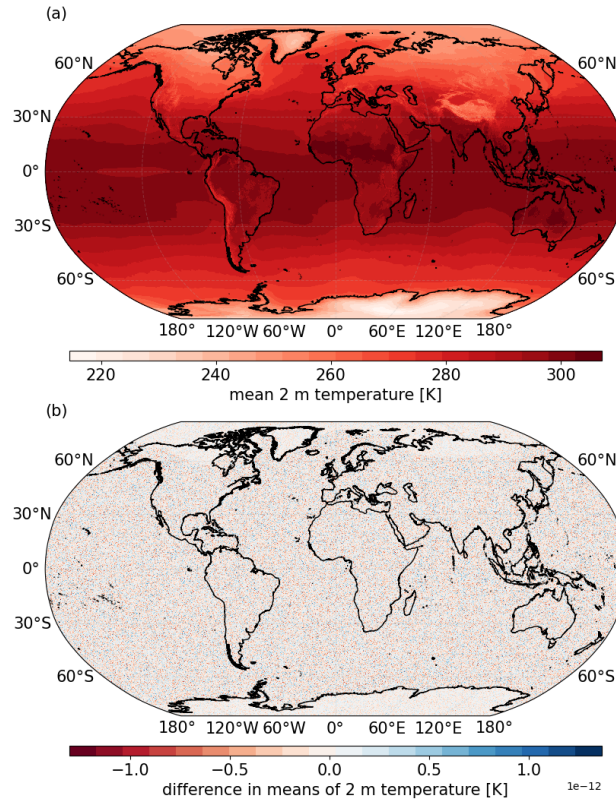 (a)
60°N 60°N
30°N 30°N
0° 0°
30°S 30°S
60°S 60°S
180° 120°W 60°W 0° 60°E 120°E 180°
220 240 260 280 300
mean 2 m temperature [K]
(b)
60°N 60°N
30°N 30°N
0° 0°
30°S 30°S
60°S 60°S
180° 120°W 60°W 0° 60°E 120°E 180°
−1.0 −0.5 0.0 0.5 1.0
difference in means of 2 m temperature [K] 1e−12